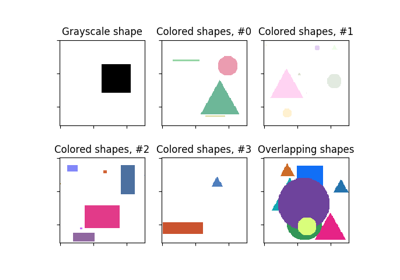 Grayscale shape
Colored shapes, #0
Colored shapes, #1
Colored shapes, #2
Colored shapes, #3
Overlapping shapes